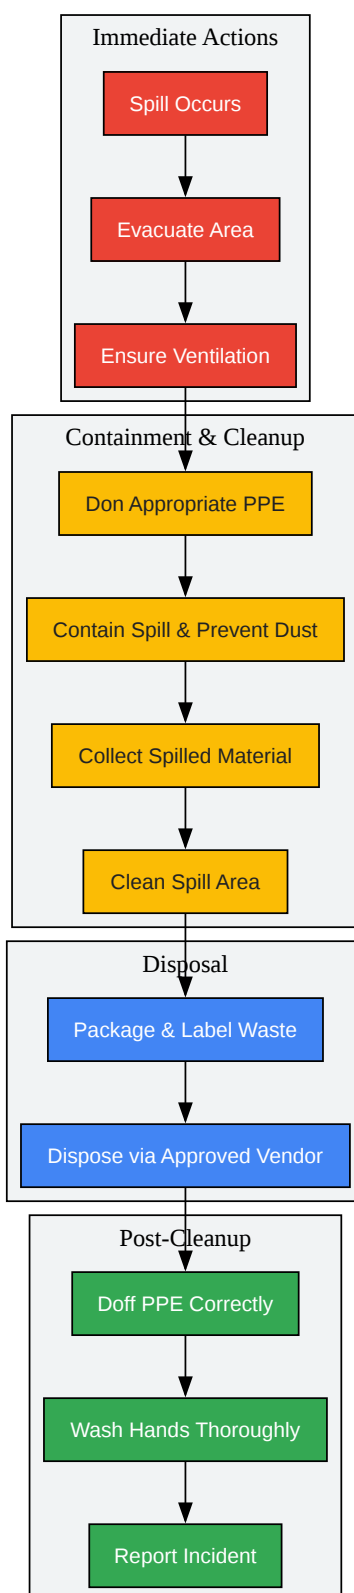 Immediate Actions
Spill Occurs
Evacuate Area
Ensure Ventilation
Containment & Cleanup
Don Appropriate PPE
Contain Spill & Prevent Dust
Collect Spilled Material
Clean Spill Area
Disposal
Package & Label Waste
Dispose via Approved Vendor
Post-Cleanup
Doff PPE Correctly
Wash Hands Thoroughly
Report Incident